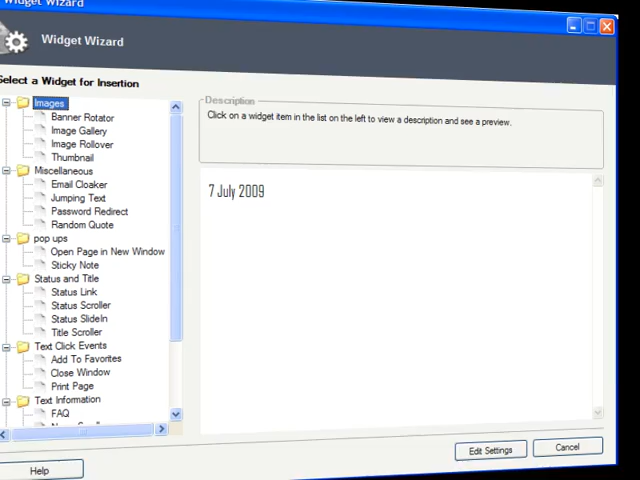 Widget Wizard
Widget Wizard
Select a Widget for Insertion
Images
Banner Rotator
Image Gallery
Image Rollover
Thumbnail
Miscellaneous
Email Cloaker
Jumping Text
Password Redirect
Random Quote
pop ups
Open Page in New Window
Sticky Note
Status and Title
Status Link
Status Scroller
Status SlideIn
Title Scroller
Text Click Events
Add To Favorites
Close Window
Print Page
Text Information
FAQ
Description
Click on a widget item in the list on the left to view a description and see a preview.
7 July 2009
Help
Edit Settings
Cancel